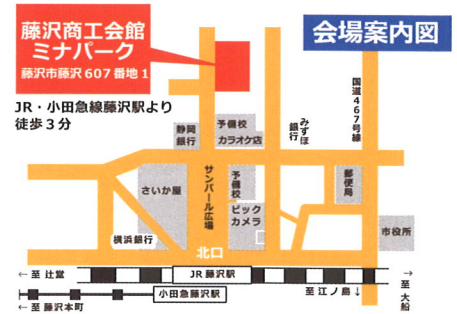 藤沢商工会館
ミナパーク
藤沢市藤沢607番地1
会場案内図
JR・小田急線藤沢駅より
徒歩3分
国道467号線
みずほ
銀行
静岡
銀行
予備校
カラオケ店
さいか屋
サンパール広場
予備校
ビック
カメラ
郵便局
市役所
横浜銀行
北口
←至辻堂
JR藤沢駅
→至大船
小田急藤沢駅
至江ノ島↓
←至藤沢本町